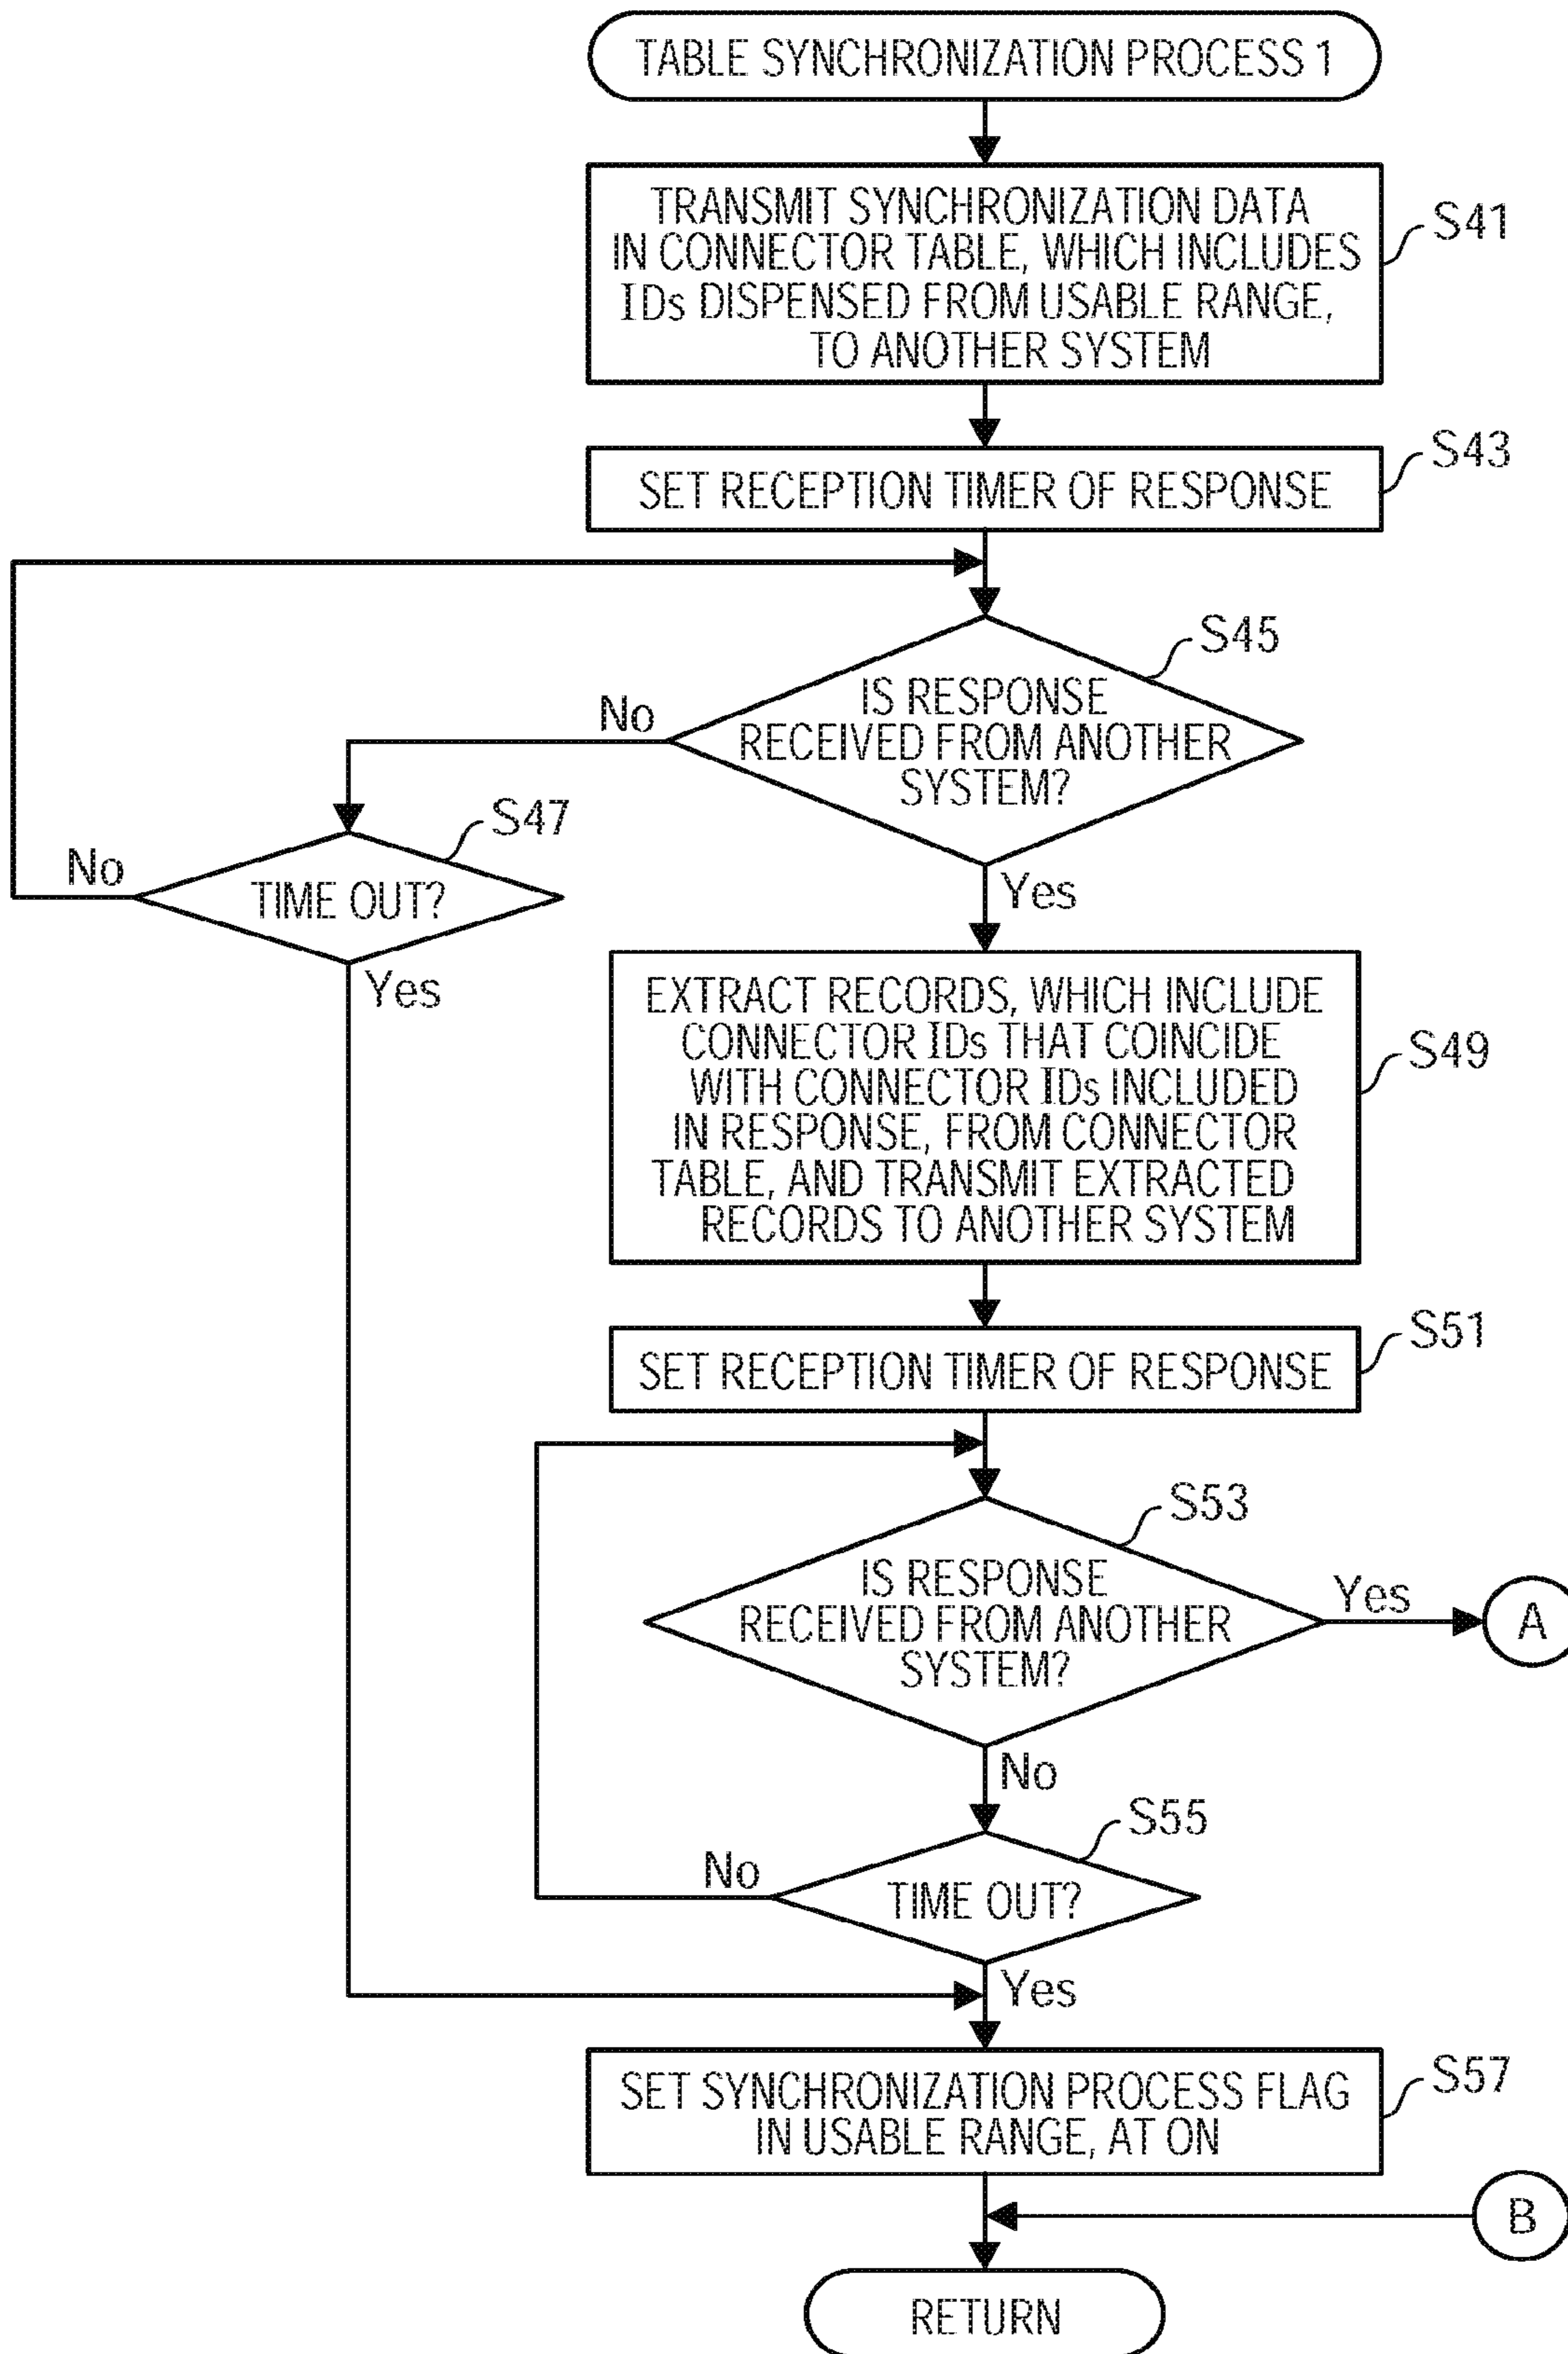 TABLE SYNCHRONIZATION PROCESS 1
TRANSMIT SYNCHRONIZATION DATA
IN CONNECTOR TABLE, WHICH INCLUDES
IDs DISPENSED FROM USABLE RANGE,
TO ANOTHER SYSTEM
S41
SET RECEPTION TIMER OF RESPONSE
S43
IS RESPONSE
RECEIVED FROM ANOTHER
SYSTEM?
S45
No
Yes
TIME OUT?
S47
No
Yes
EXTRACT RECORDS, WHICH INCLUDE
CONNECTOR IDs THAT COINCIDE
WITH CONNECTOR IDs INCLUDED
IN RESPONSE, FROM CONNECTOR
TABLE, AND TRANSMIT EXTRACTED
RECORDS TO ANOTHER SYSTEM
S49
SET RECEPTION TIMER OF RESPONSE
S51
IS RESPONSE
RECEIVED FROM ANOTHER
SYSTEM?
S53
Yes
A
No
TIME OUT?
S55
No
Yes
SET SYNCHRONIZATION PROCESS FLAG
IN USABLE RANGE, AT ON
S57
B
RETURN